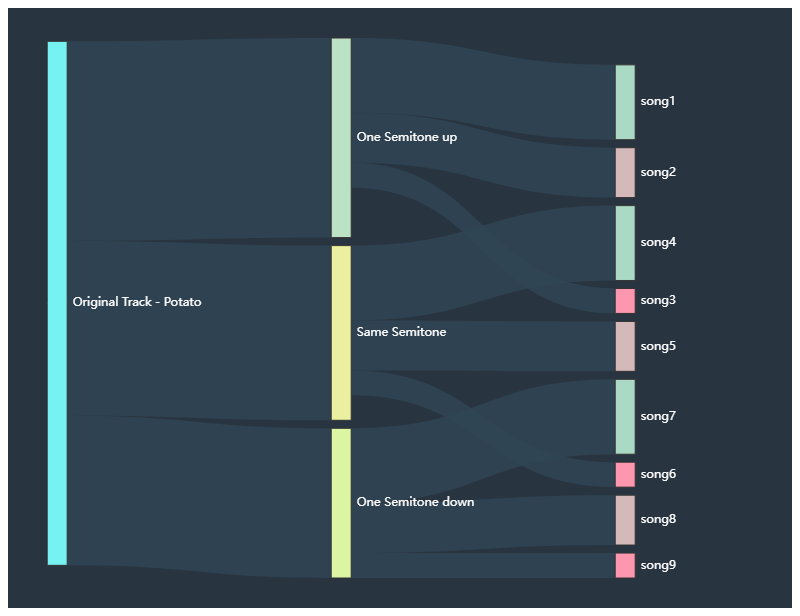 Original Track - Potato
One Semitone up
Same Semitone
One Semitone down
song1
song2
song4
song3
song5
song7
song6
song8
song9